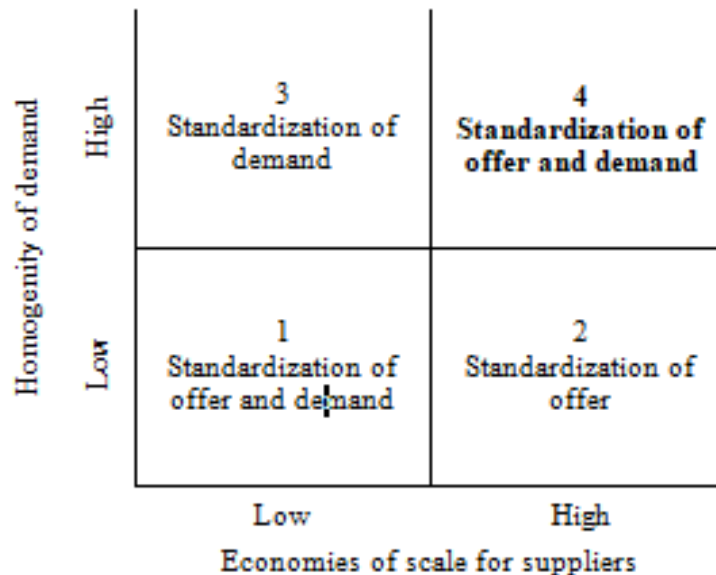 Homogenity of demand
High
Low
3
Standardization of
demand
4
Standardization of
offer and demand
1
Standardization of
offer and demand
2
Standardization of
offer
Low
High
Economies of scale for suppliers